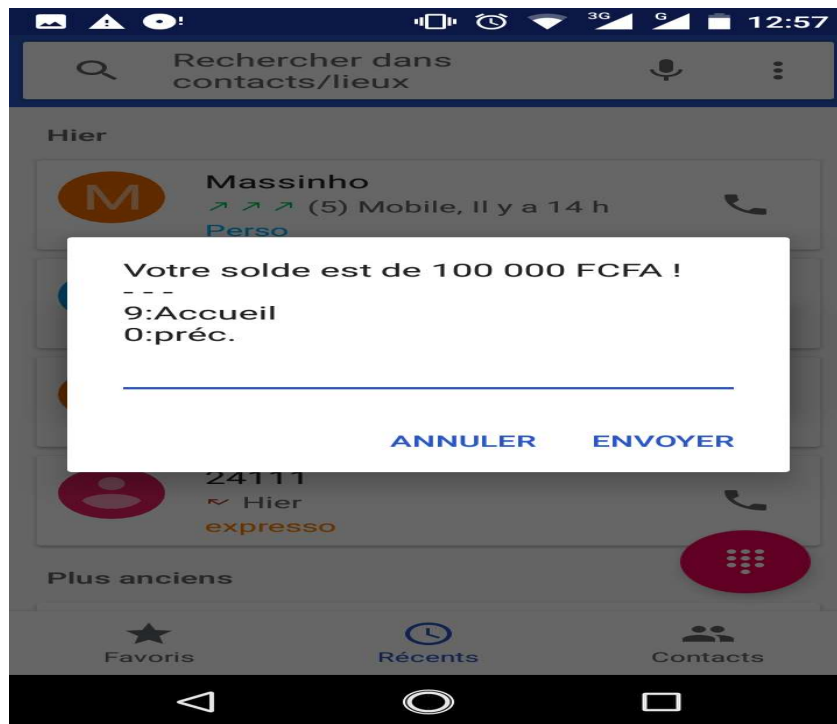 3G
G
12:57
Rechercher dans
contacts/lieux
Hier
M
Massinho
(5) Mobile, Il y a 14 h
Perso
Votre solde est de 100 000 FCFA !
- - -
9:Accueil
0:préc.
ANNULER ENVOYER
24111
Hier
expresso
Plus anciens
Favoris Récents Contacts